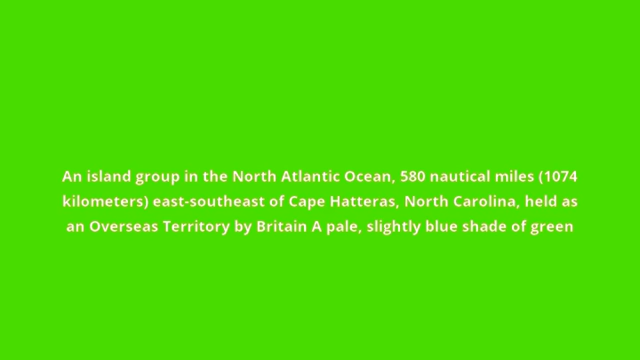 An island group in the North Atlantic Ocean, 580 nautical miles (1074
kilometers) east-southeast of Cape Hatteras, North Carolina, held as
an Overseas Territory by Britain A pale, slightly blue shade of green